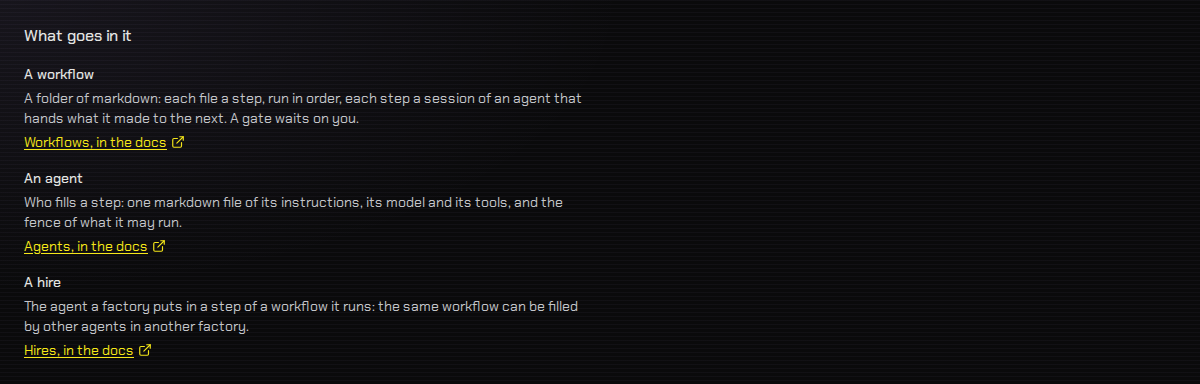 What goes in it
A workflow
A folder of markdown: each file a step, run in order, each step a session of an agent that
hands what it made to the next. A gate waits on you.
Workflows, in the docs
An agent
Who fills a step: one markdown file of its instructions, its model and its tools, and the
fence of what it may run.
Agents, in the docs
A hire
The agent a factory puts in a step of a workflow it runs: the same workflow can be filled
by other agents in another factory.
Hires, in the docs